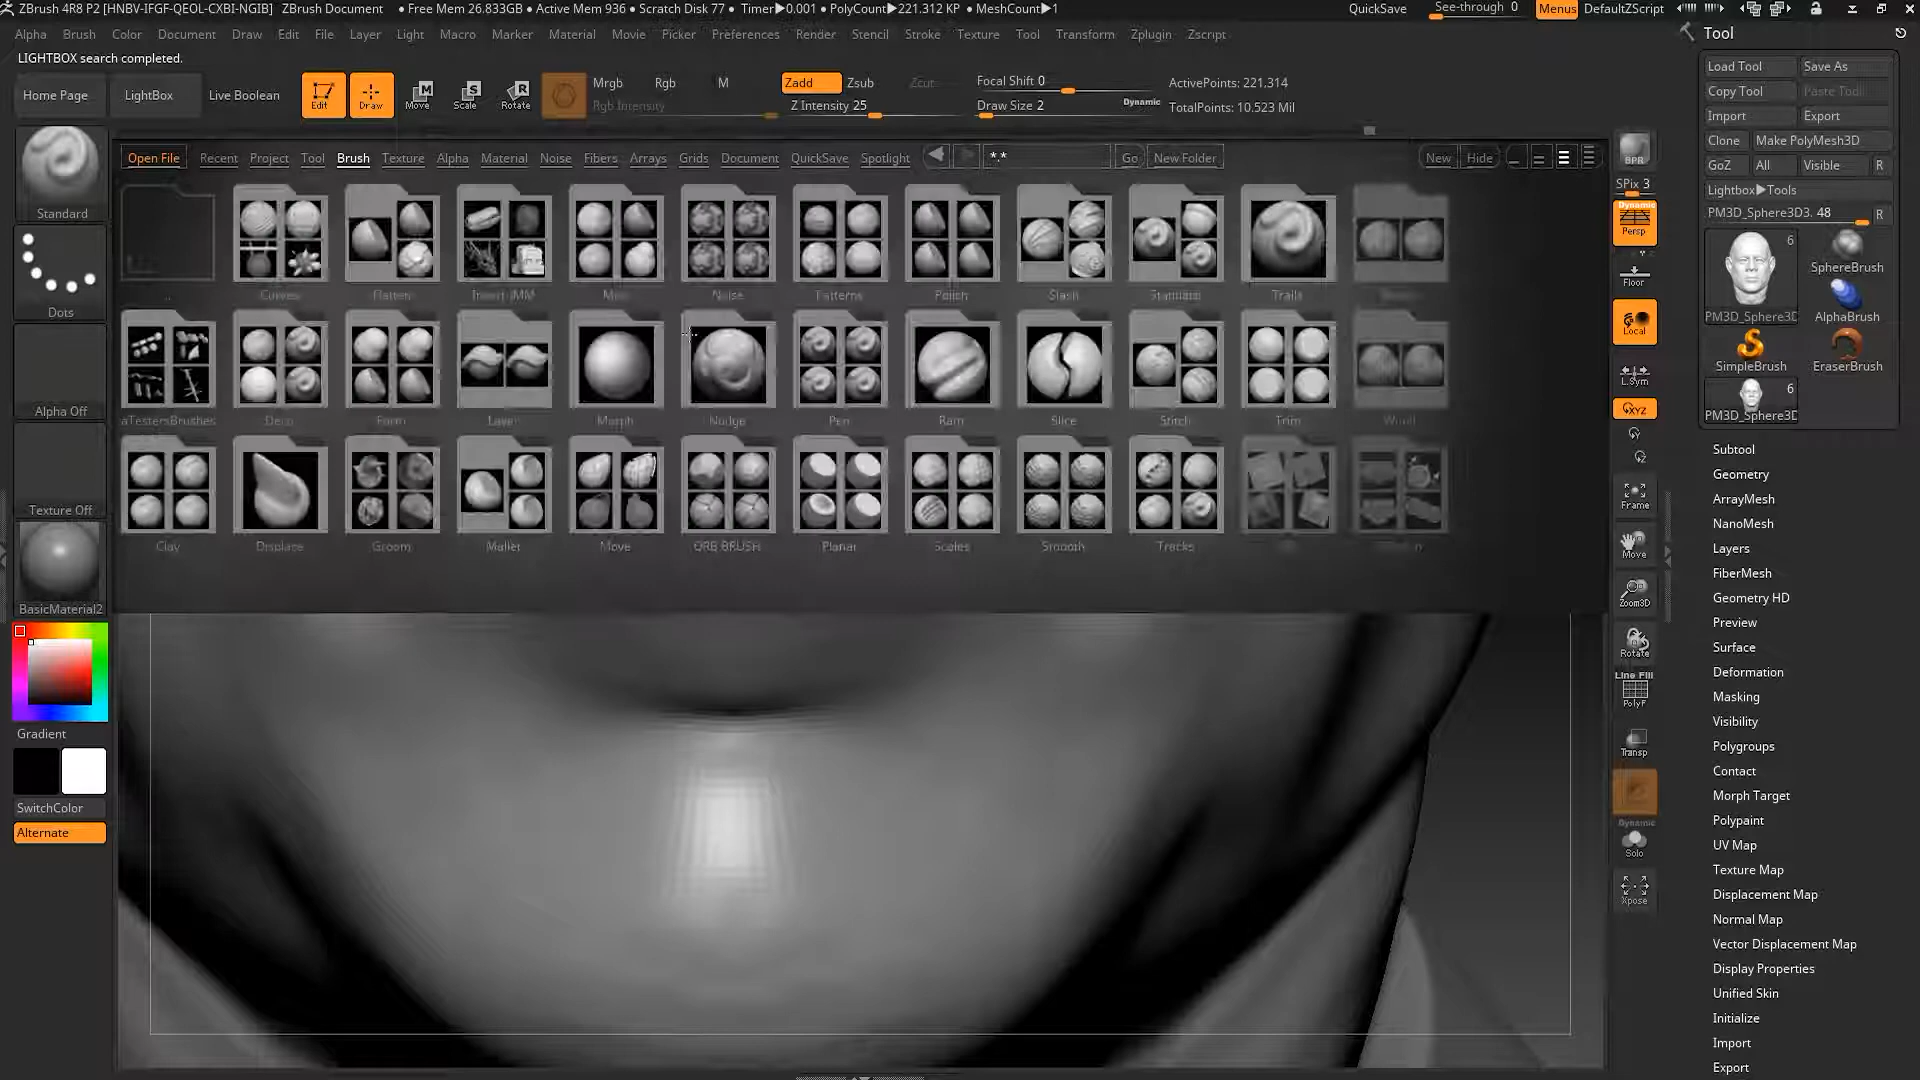 ZBrush 4R8 P2 [HNBV-IFGF-QEOL-CXBI-NGIB] ZBrush Document • Free Mem 26.833GB • Active Mem 936 • Scratch Disk 77 • Timer▶0.001 • PolyCount▶221.312 KP • MeshCount▶1 QuickSave See-through 0 Menus DefaultZScript
Alpha Brush Color Document Draw Edit File Layer Light Macro Marker Material Movie Picker Preferences Render Stencil Stroke Texture Tool Transform Zplugin Zscript
LIGHTBOX search completed.
Home Page LightBox Live Boolean Edit Draw Move Scale Rotate Mrgb Rgb M Zadd Zsub Zcut Focal Shift 0 ActivePoints: 221.314
Rgb Intensity Z Intensity 25 Draw Size 2 Dynamic TotalPoints: 10.523 Mil
Open File Recent Project Tool Brush Texture Alpha Material Noise Fibers Arrays Grids Document QuickSave Spotlight *.* Go New Folder New Hide
..
Curves Flatten Insert IMM Noise Patterns Polish Slash Standard Trails
aTestersBrushes Deco Form Layer Morph Nudge Pen Ram Slice Stitch Trim
Clay Displace Groom Mallet Move ORB BRUSH Planar Scales Smooth Tracks
Standard
Dots
Alpha Off
Texture Off
BasicMaterial2
Gradient
SwitchColor
Alternate
BPR
SPix 3
Dynamic
Persp
Floor
Local
L.Sym
XYZ
Y
Z
Frame
Move
Zoom3D
Rotate
Line Fill
PolyF
Transp
Dynamic
Solo
Xpose
Tool
Load Tool Save As
Copy Tool Paste Tool
Import Export
Clone Make PolyMesh3D
GoZ All Visible R
Lightbox▶Tools
PM3D_Sphere3D3. 48 R
6
SphereBrush
PM3D_Sphere3D AlphaBrush
SimpleBrush EraserBrush
6
PM3D_Sphere3D
Subtool
Geometry
ArrayMesh
NanoMesh
Layers
FiberMesh
Geometry HD
Preview
Surface
Deformation
Masking
Visibility
Polygroups
Contact
Morph Target
Polypaint
UV Map
Texture Map
Displacement Map
Normal Map
Vector Displacement Map
Display Properties
Unified Skin
Initialize
Import
Export